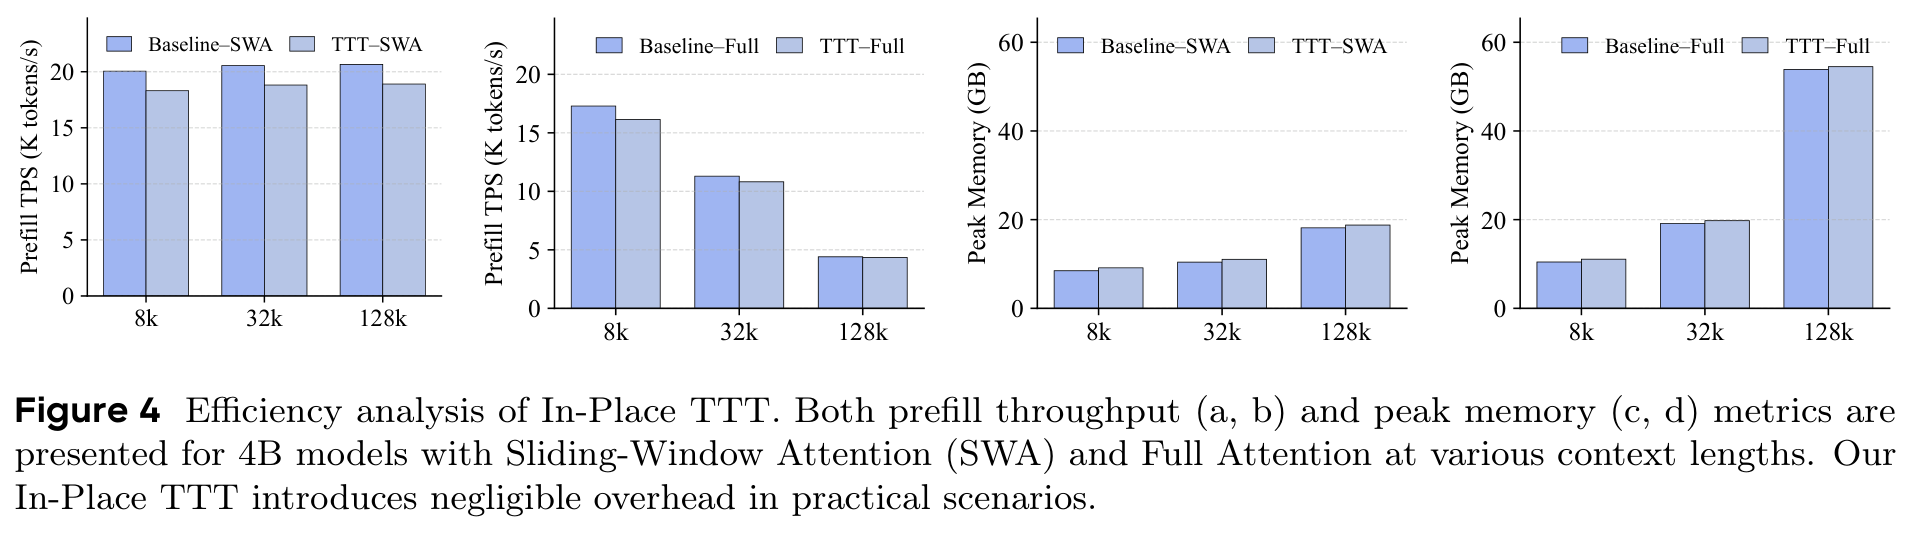 Baseline–SWA TTT–SWA
Prefill TPS (K tokens/s)
20
15
10
5
0
8k 32k 128k
Baseline–Full TTT–Full
Prefill TPS (K tokens/s)
20
15
10
5
0
8k 32k 128k
Baseline–SWA TTT–SWA
Peak Memory (GB)
60
40
20
0
8k 32k 128k
Baseline–Full TTT–Full
Peak Memory (GB)
60
40
20
0
8k 32k 128k
Figure 4 Efficiency analysis of In-Place TTT. Both prefill throughput (a, b) and peak memory (c, d) metrics are
presented for 4B models with Sliding-Window Attention (SWA) and Full Attention at various context lengths. Our
In-Place TTT introduces negligible overhead in practical scenarios.